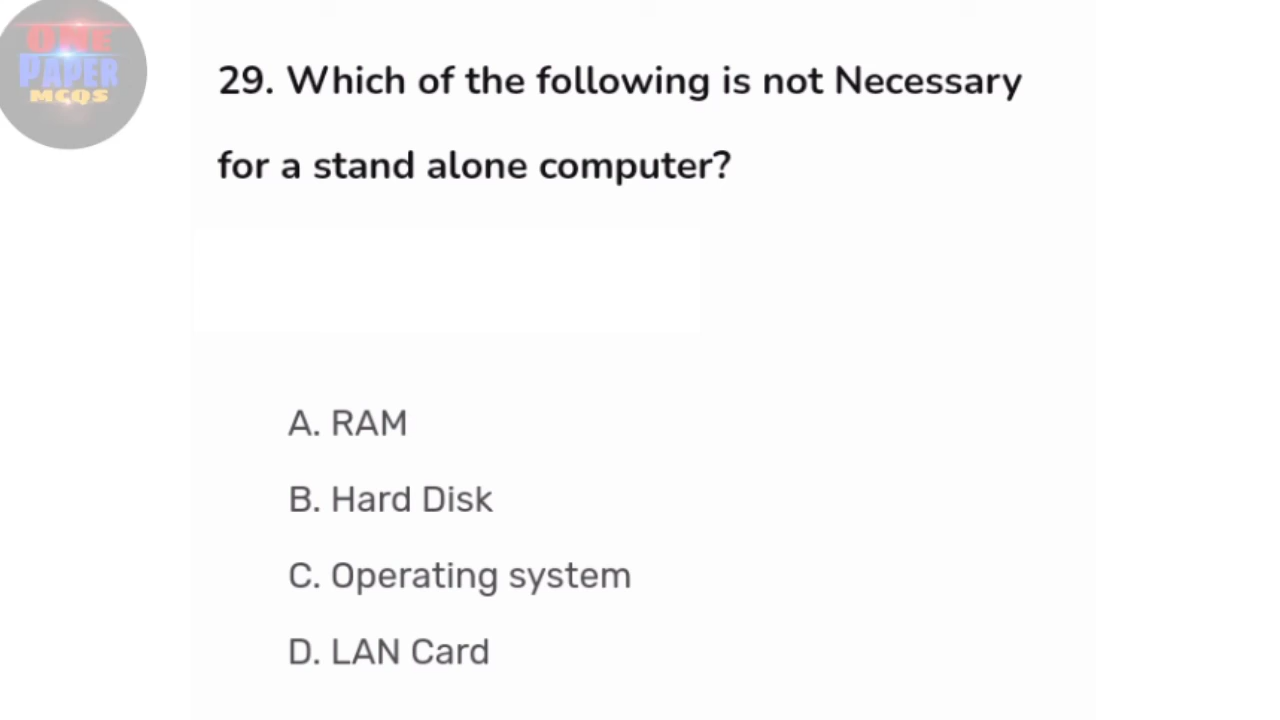 ONE
PAPER
MCQS
29. Which of the following is not Necessary
for a stand alone computer?
A. RAM
B. Hard Disk
C. Operating system
D. LAN Card